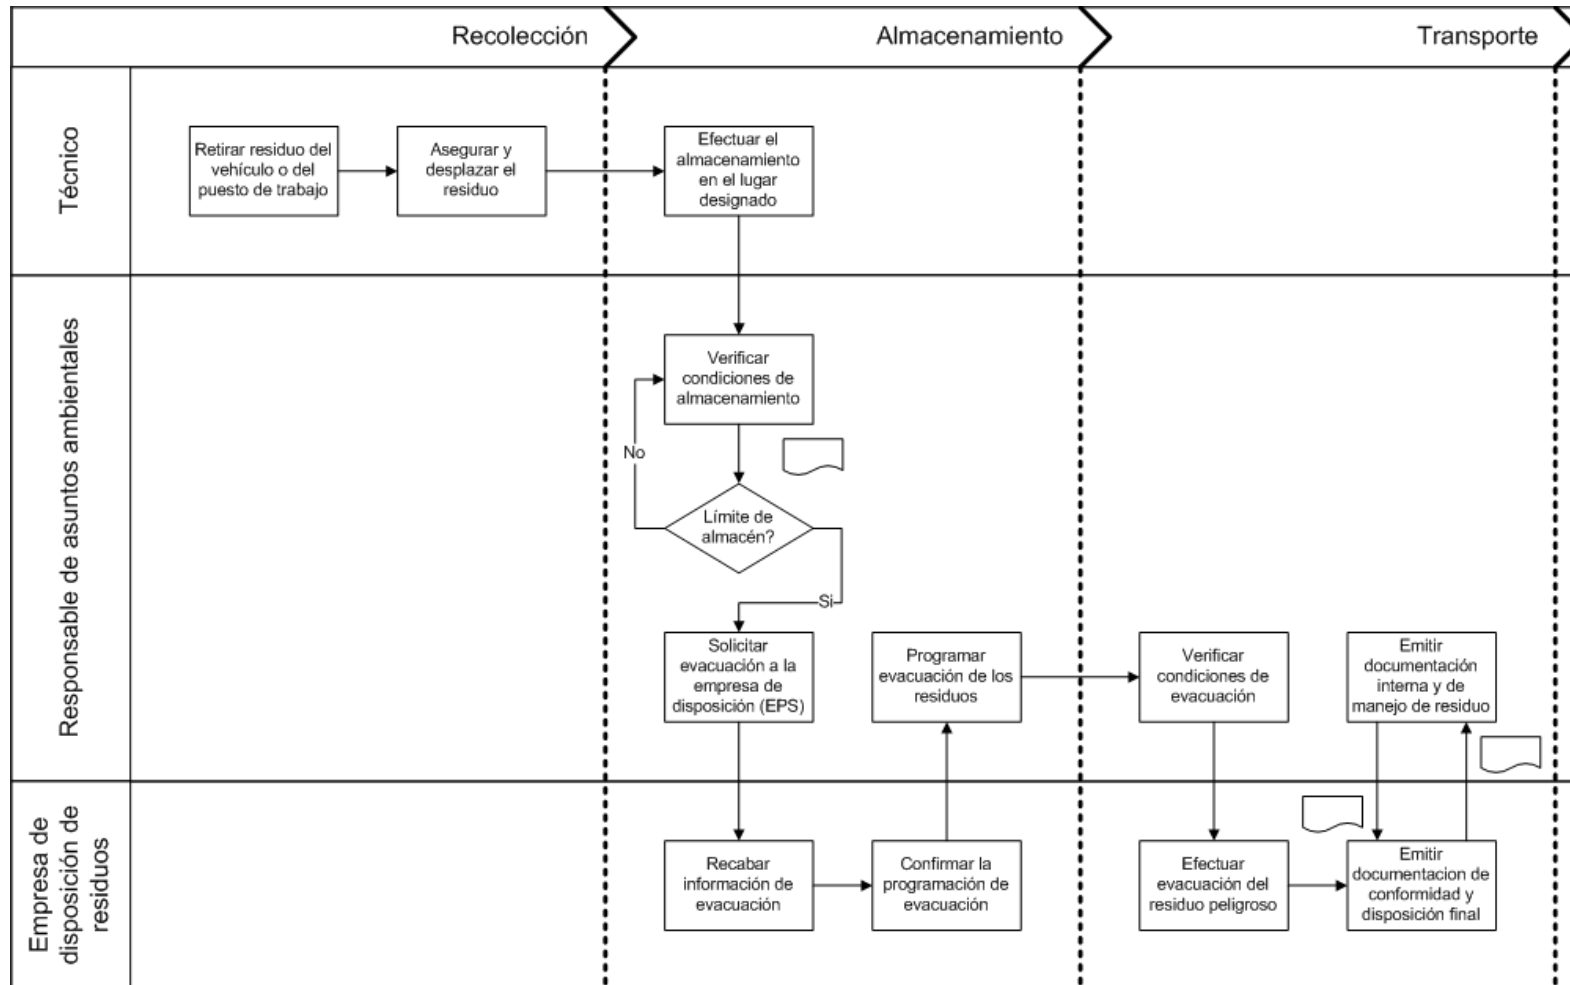 Recolección
Almacenamiento
Transporte
Técnico
Retirar residuo del
vehículo o del
puesto de trabajo
Asegurar y
desplazar el
residuo
Efectuar el
almacenamiento
en el lugar
designado
Responsable de asuntos ambientales
Verificar
condiciones de
almacenamiento
No
Límite de
almacén?
Si
Solicitar
evacuación a la
empresa de
disposición (EPS)
Programar
evacuación de los
residuos
Verificar
condiciones de
evacuación
Emitir
documentación
interna y de
manejo de residuo
Empresa de
disposición de
residuos
Recabar
información de
evacuación
Confirmar la
programación de
evacuación
Efectuar
evacuación del
residuo peligroso
Emitir
documentacion de
conformidad y
disposición final